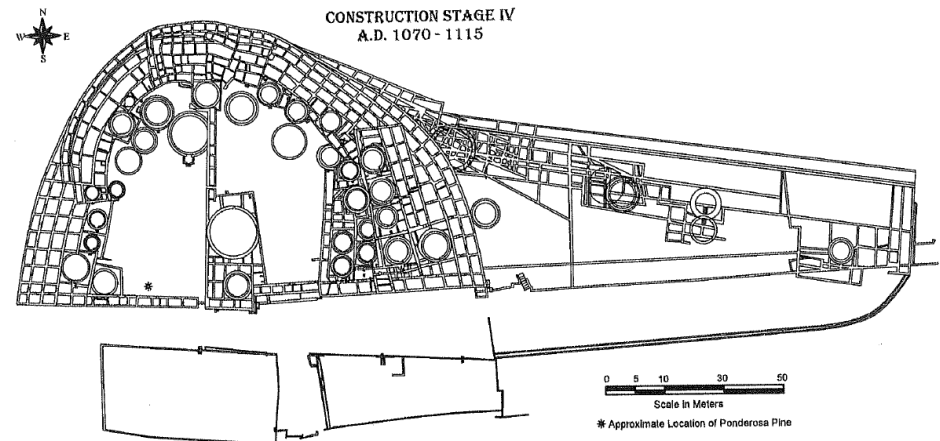 CONSTRUCTION STAGE IV
A.D. 1070 - 1115
N
W E
S
0 5 10 30 50
Scale in Meters
✳ Approximate Location of Ponderosa Pine